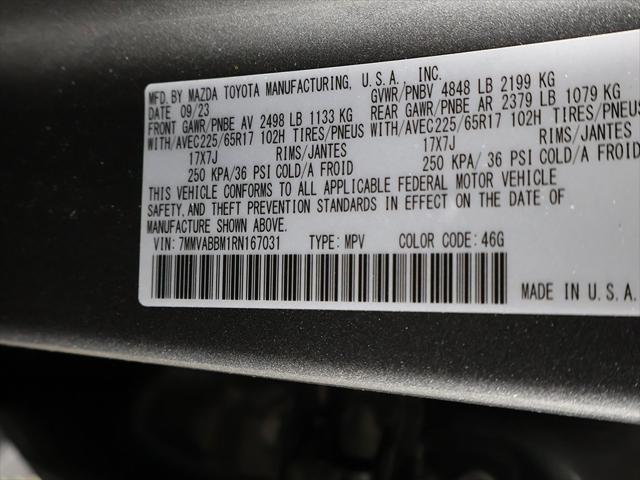 MFD. BY MAZDA TOYOTA MANUFACTURING, U.S.A. INC.
DATE 09/23 GVWR/PNBV 4848 LB 2199 KG
FRONT GAWR/PNBE AV 2498 LB 1133 KG REAR GAWR/PNBE AR 2379 LB 1079 KG
WITH/AVEC225/65R17 102H TIRES/PNEUS WITH/AVEC225/65R17 102H TIRES/PNEUS
17X7J RIMS/JANTES 17X7J RIMS/JANTES
250 KPA/36 PSI COLD/A FROID 250 KPA/36 PSI COLD/A FROID
THIS VEHICLE CONFORMS TO ALL APPLICABLE FEDERAL MOTOR VEHICLE
SAFETY, AND THEFT PREVENTION STANDARDS IN EFFECT ON THE DATE OF
MANUFACTURE SHOWN ABOVE.
VIN: 7MMVABBM1RN167031 TYPE: MPV COLOR CODE: 46G
MADE IN U.S.A.